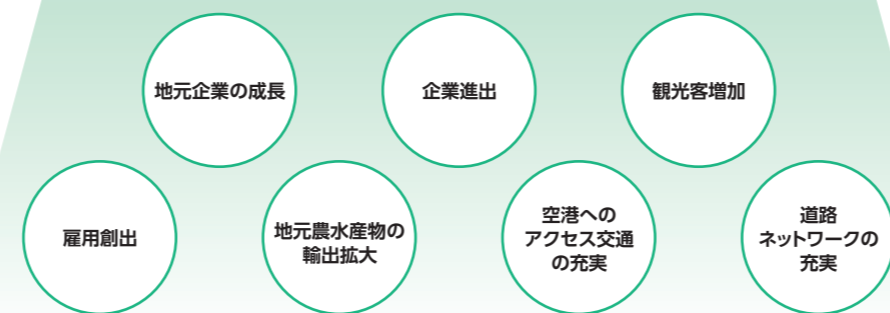 地元企業の成長
企業進出
観光客増加
雇用創出
地元農水産物の
輸出拡大
空港への
アクセス交通
の充実
道路
ネットワークの
充実